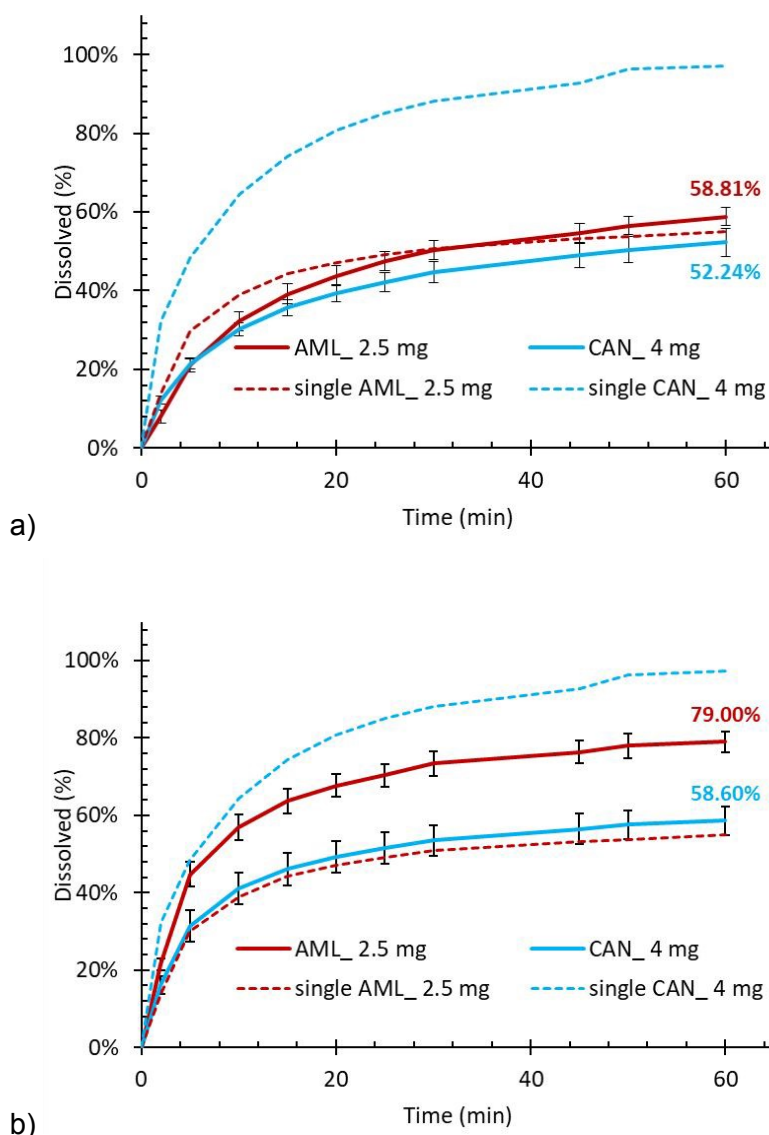 100%
80%
60%
40%
20%
0%
Dissolved (%)
58.81%
52.24%
AML_ 2.5 mg
CAN_ 4 mg
single AML_ 2.5 mg
single CAN_ 4 mg
0 20 40 60
Time (min)
a)
100%
80%
60%
40%
20%
0%
Dissolved (%)
79.00%
58.60%
AML_ 2.5 mg
CAN_ 4 mg
single AML_ 2.5 mg
single CAN_ 4 mg
0 20 40 60
Time (min)
b)